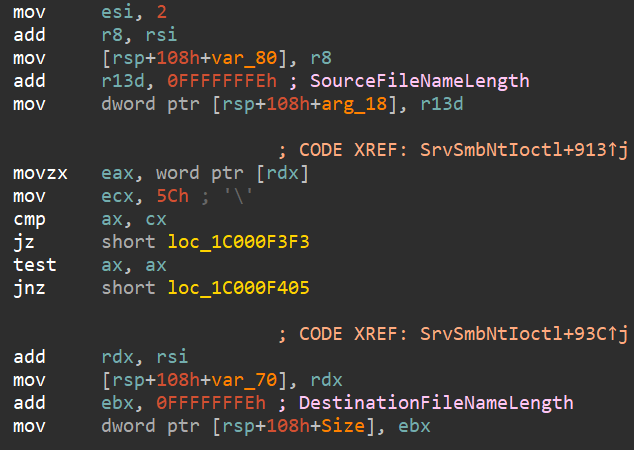 mov esi, 2
add r8, rsi
mov [rsp+108h+var_80], r8
add r13d, 0FFFFFFFEh ; SourceFileNameLength
mov dword ptr [rsp+108h+arg_18], r13d
; CODE XREF: SrvSmbNtIoctl+913↑j
movzx eax, word ptr [rdx]
mov ecx, 5Ch ; '\'
cmp ax, cx
jz short loc_1C000F3F3
test ax, ax
jnz short loc_1C000F405
; CODE XREF: SrvSmbNtIoctl+93C↑j
add rdx, rsi
mov [rsp+108h+var_70], rdx
add ebx, 0FFFFFFFEh ; DestinationFileNameLength
mov dword ptr [rsp+108h+Size], ebx